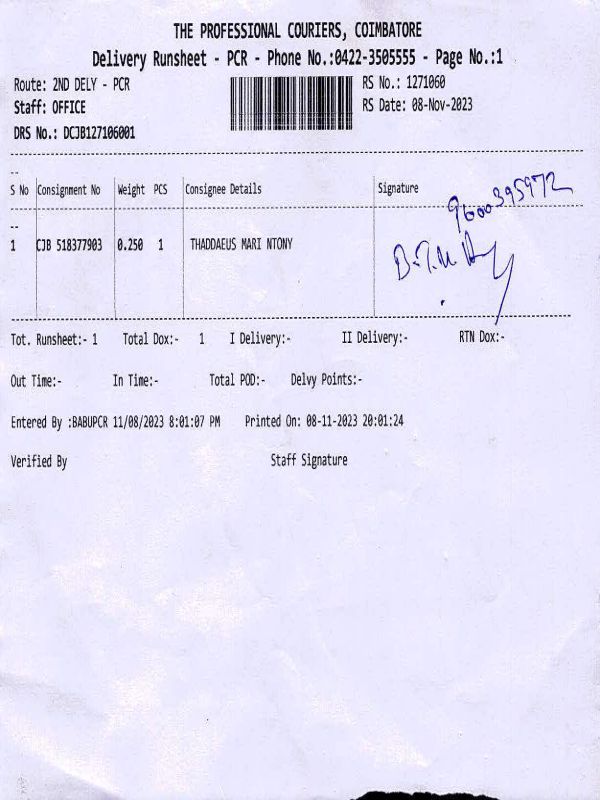 THE PROFESSIONAL COURIERS, COIMBATORE
Delivery Runsheet - PCR - Phone No.:0422-3505555 - Page No.:1
Route: 2ND DELY - PCR RS No.: 1271060
Staff: OFFICE RS Date: 08-Nov-2023
DRS No.: DCJB127106001
--
S No Consignment No Weight PCS Consignee Details Signature
9600395972
--
1 CJB 518377903 0.250 1 THADDAEUS MARI NTONY
Tot. Runsheet:- 1 Total Dox:- 1 I Delivery:- II Delivery:- RTN Dox:-
Out Time:- In Time:- Total POD:- Delvy Points:-
Entered By :BABUPCR 11/08/2023 8:01:07 PM Printed On: 08-11-2023 20:01:24
Verified By Staff Signature